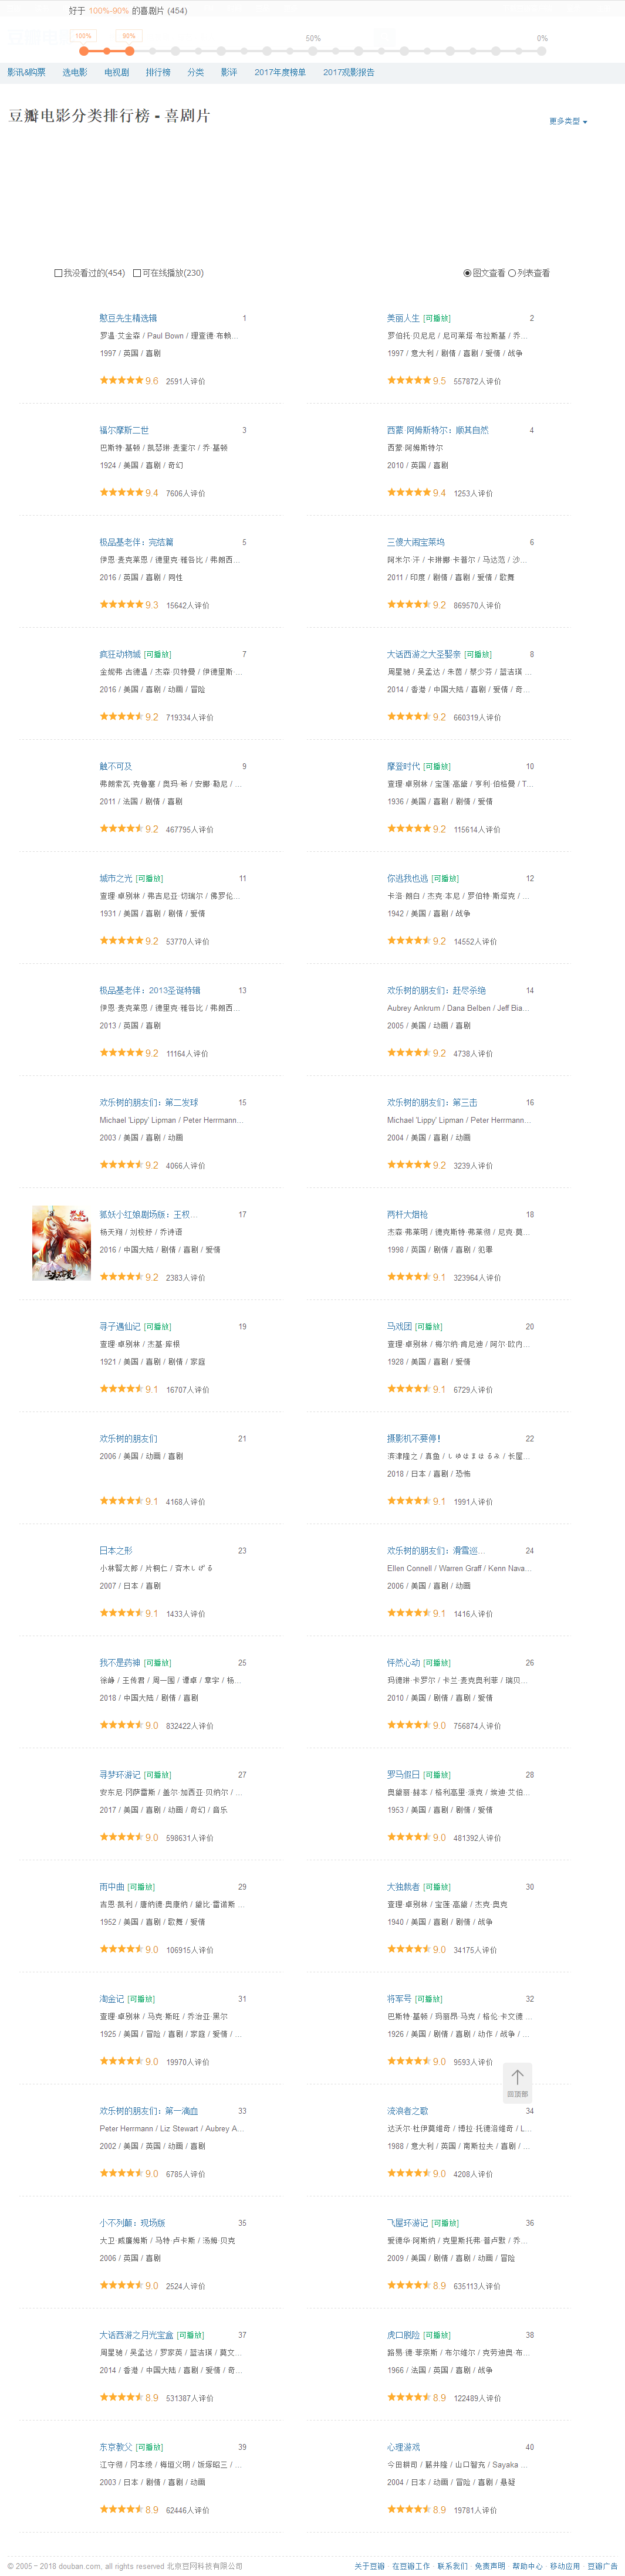 好于 100%-90% 的喜剧片 (454)
100% 90% 50% 0%
影讯&购票 选电影 电视剧 排行榜 分类 影评 2017年度榜单 2017观影报告
豆瓣电影分类排行榜 - 喜剧片
更多类型
我没看过的(454) 可在线播放(230) 图文查看 列表查看
憨豆先生精选辑 1
罗温·艾金森 / Paul Bown / 理查德·布赖...
1997 / 英国 / 喜剧
9.6 2591人评价
美丽人生 [可播放] 2
罗伯托·贝尼尼 / 尼可莱塔·布拉斯基 / 乔...
1997 / 意大利 / 剧情 / 喜剧 / 爱情 / 战争
9.5 557872人评价
福尔摩斯二世 3
巴斯特·基顿 / 凯瑟琳·麦奎尔 / 乔·基顿
1924 / 美国 / 喜剧 / 奇幻
9.4 7606人评价
西蒙·阿姆斯特尔：顺其自然 4
西蒙·阿姆斯特尔
2010 / 英国 / 喜剧
9.4 1253人评价
极品基老伴：完结篇 5
伊恩·麦克莱恩 / 德里克·雅各比 / 弗朗西...
2016 / 英国 / 喜剧 / 同性
9.3 15642人评价
三傻大闹宝莱坞 6
阿米尔·汗 / 卡琳娜·卡普尔 / 马达范 / 沙...
2011 / 印度 / 剧情 / 喜剧 / 爱情 / 歌舞
9.2 869570人评价
疯狂动物城 [可播放] 7
金妮弗·古德温 / 杰森·贝特曼 / 伊德里斯·...
2016 / 美国 / 喜剧 / 动画 / 冒险
9.2 719334人评价
大话西游之大圣娶亲 [可播放] 8
周星驰 / 吴孟达 / 朱茵 / 蔡少芬 / 蓝洁瑛 ...
2014 / 香港 / 中国大陆 / 喜剧 / 爱情 / 奇...
9.2 660319人评价
触不可及 9
弗朗索瓦·克鲁塞 / 奥玛·希 / 安娜·勒尼 / ...
2011 / 法国 / 剧情 / 喜剧
9.2 467795人评价
摩登时代 [可播放] 10
查理·卓别林 / 宝莲·高黛 / 亨利·伯格曼 / T...
1936 / 美国 / 喜剧 / 剧情 / 爱情
9.2 115614人评价
城市之光 [可播放] 11
查理·卓别林 / 弗吉尼亚·切瑞尔 / 佛罗伦...
1931 / 美国 / 喜剧 / 剧情 / 爱情
9.2 53770人评价
你逃我也逃 [可播放] 12
卡洛·朗白 / 杰克·本尼 / 罗伯特·斯塔克 / ...
1942 / 美国 / 喜剧 / 战争
9.2 14552人评价
极品基老伴：2013圣诞特辑 13
伊恩·麦克莱恩 / 德里克·雅各比 / 弗朗西...
2013 / 英国 / 喜剧
9.2 11164人评价
欢乐树的朋友们：赶尽杀绝 14
Aubrey Ankrum / Dana Belben / Jeff Bia...
2005 / 美国 / 动画 / 喜剧
9.2 4738人评价
欢乐树的朋友们：第二发球 15
Michael 'Lippy' Lipman / Peter Herrmann...
2003 / 美国 / 喜剧 / 动画
9.2 4066人评价
欢乐树的朋友们：第三击 16
Michael 'Lippy' Lipman / Peter Herrmann...
2004 / 美国 / 喜剧 / 动画
9.2 3239人评价
狐妖小红娘剧场版：王权... 17
杨天翔 / 刘校妤 / 乔诗语
2016 / 中国大陆 / 剧情 / 喜剧 / 爱情
9.2 2383人评价
两杆大烟枪 18
杰森·弗莱明 / 德克斯特·弗莱彻 / 尼克·莫...
1998 / 英国 / 剧情 / 喜剧 / 犯罪
9.1 323964人评价
寻子遇仙记 [可播放] 19
查理·卓别林 / 杰基·库根
1921 / 美国 / 喜剧 / 剧情 / 家庭
9.1 16707人评价
马戏团 [可播放] 20
查理·卓别林 / 梅尔纳·肯尼迪 / 阿尔·欧内...
1928 / 美国 / 喜剧 / 爱情
9.1 6729人评价
欢乐树的朋友们 21
2006 / 美国 / 动画 / 喜剧
9.1 4168人评价
摄影机不要停！ 22
滨津隆之 / 真鱼 / しゅはまはるみ / 长屋...
2018 / 日本 / 喜剧 / 恐怖
9.1 1991人评价
日本之形 23
小林賢太郎 / 片桐仁 / 斉木しげる
2007 / 日本 / 喜剧
9.1 1433人评价
欢乐树的朋友们：滑雪巡... 24
Ellen Connell / Warren Graff / Kenn Nava...
2006 / 美国 / 喜剧 / 动画
9.1 1416人评价
我不是药神 [可播放] 25
徐峥 / 王传君 / 周一围 / 谭卓 / 章宇 / 杨...
2018 / 中国大陆 / 剧情 / 喜剧
9.0 832422人评价
怦然心动 [可播放] 26
玛德琳·卡罗尔 / 卡兰·麦克奥利菲 / 瑞贝...
2010 / 美国 / 剧情 / 喜剧 / 爱情
9.0 756874人评价
寻梦环游记 [可播放] 27
安东尼·冈萨雷斯 / 盖尔·加西亚·贝纳尔 / ...
2017 / 美国 / 喜剧 / 动画 / 奇幻 / 音乐
9.0 598631人评价
罗马假日 [可播放] 28
奥黛丽·赫本 / 格利高里·派克 / 埃迪·艾伯...
1953 / 美国 / 喜剧 / 剧情 / 爱情
9.0 481392人评价
雨中曲 [可播放] 29
吉恩·凯利 / 唐纳德·奥康纳 / 黛比·雷诺斯 ...
1952 / 美国 / 喜剧 / 歌舞 / 爱情
9.0 106915人评价
大独裁者 [可播放] 30
查理·卓别林 / 宝莲·高黛 / 杰克·奥克
1940 / 美国 / 喜剧 / 剧情 / 战争
9.0 34175人评价
淘金记 [可播放] 31
查理·卓别林 / 马克·斯旺 / 乔治亚·黑尔
1925 / 美国 / 冒险 / 喜剧 / 家庭 / 爱情 / ...
9.0 19970人评价
将军号 [可播放] 32
巴斯特·基顿 / 玛丽昂·马克 / 格伦·卡文德 ...
1926 / 美国 / 剧情 / 喜剧 / 动作 / 战争 / ...
9.0 9593人评价
回顶部
欢乐树的朋友们：第一滴血 33
Peter Herrmann / Liz Stewart / Aubrey A...
2002 / 美国 / 英国 / 动画 / 喜剧
9.0 6785人评价
流浪者之歌 34
达沃尔·杜伊莫维奇 / 博拉·托德洛维奇 / L...
1988 / 意大利 / 英国 / 南斯拉夫 / 喜剧 / ...
9.0 4208人评价
小不列颠：现场版 35
大卫·威廉姆斯 / 马特·卢卡斯 / 汤姆·贝克
2006 / 英国 / 喜剧
9.0 2524人评价
飞屋环游记 [可播放] 36
爱德华·阿斯纳 / 克里斯托弗·普卢默 / 乔...
2009 / 美国 / 剧情 / 喜剧 / 动画 / 冒险
8.9 635113人评价
大话西游之月光宝盒 [可播放] 37
周星驰 / 吴孟达 / 罗家英 / 蓝洁瑛 / 莫文...
2014 / 香港 / 中国大陆 / 喜剧 / 爱情 / 奇...
8.9 531387人评价
虎口脱险 [可播放] 38
路易·德·菲奈斯 / 布尔维尔 / 克劳迪奥·布...
1966 / 法国 / 英国 / 喜剧 / 战争
8.9 122489人评价
东京教父 [可播放] 39
江守彻 / 冈本绫 / 梅垣义明 / 饭塚昭三 / ...
2003 / 日本 / 剧情 / 喜剧 / 动画
8.9 62446人评价
心理游戏 40
今田耕司 / 藤井隆 / 山口智充 / Sayaka ...
2004 / 日本 / 动画 / 冒险 / 喜剧 / 悬疑
8.9 19781人评价
© 2005－2018 douban.com, all rights reserved 北京豆网科技有限公司
关于豆瓣 · 在豆瓣工作 · 联系我们 · 免责声明 · 帮助中心 · 移动应用 · 豆瓣广告